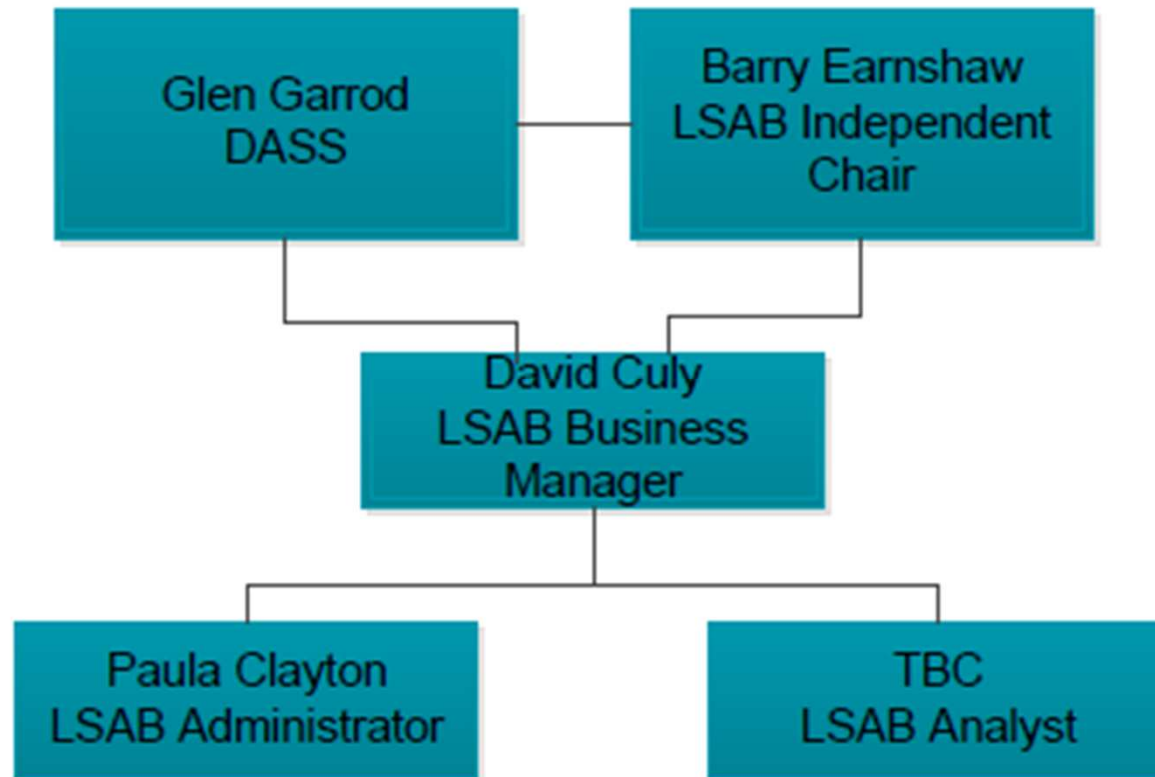 Glen Garrod
DASS
Barry Earnshaw
LSAB Independent
Chair
David Culy
LSAB Business
Manager
Paula Clayton
LSAB Administrator
TBC
LSAB Analyst